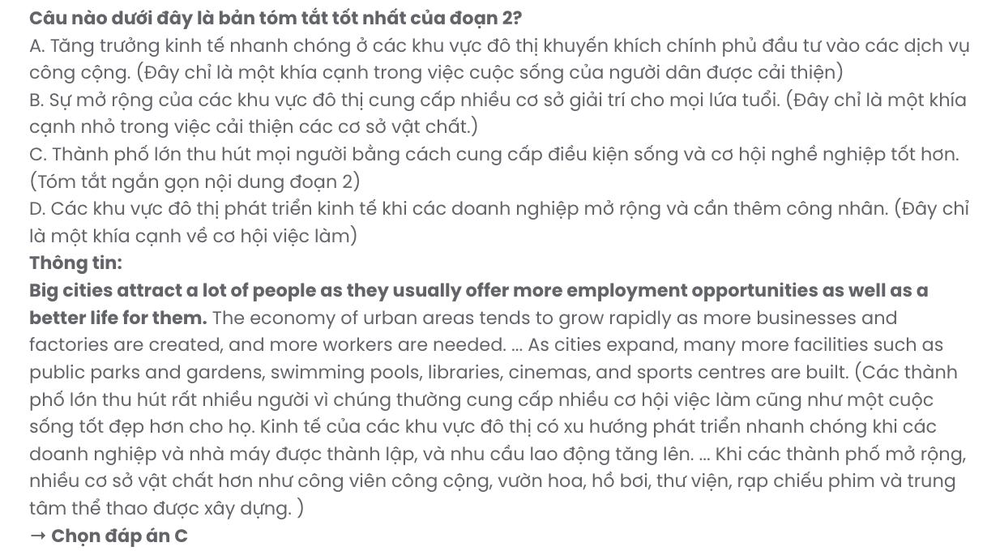 Câu nào dưới đây là bản tóm tắt tốt nhất của đoạn 2?
A. Tăng trưởng kinh tế nhanh chóng ở các khu vực đô thị khuyến khích chính phủ đầu tư vào các dịch vụ
công cộng. (Đây chỉ là một khía cạnh trong việc cuộc sống của người dân được cải thiện)
B. Sự mở rộng của các khu vực đô thị cung cấp nhiều cơ sở giải trí cho mọi lứa tuổi. (Đây chỉ là một khía
cạnh nhỏ trong việc cải thiện các cơ sở vật chất.)
C. Thành phố lớn thu hút mọi người bằng cách cung cấp điều kiện sống và cơ hội nghề nghiệp tốt hơn.
(Tóm tắt ngắn gọn nội dung đoạn 2)
D. Các khu vực đô thị phát triển kinh tế khi các doanh nghiệp mở rộng và cần thêm công nhân. (Đây chỉ
là một khía cạnh về cơ hội việc làm)
Thông tin:
Big cities attract a lot of people as they usually offer more employment opportunities as well as a
better life for them. The economy of urban areas tends to grow rapidly as more businesses and
factories are created, and more workers are needed. ... As cities expand, many more facilities such as
public parks and gardens, swimming pools, libraries, cinemas, and sports centres are built. (Các thành
phố lớn thu hút rất nhiều người vì chúng thường cung cấp nhiều cơ hội việc làm cũng như một cuộc
sống tốt đẹp hơn cho họ. Kinh tế của các khu vực đô thị có xu hướng phát triển nhanh chóng khi các
doanh nghiệp và nhà máy được thành lập, và nhu cầu lao động tăng lên. ... Khi các thành phố mở rộng,
nhiều cơ sở vật chất hơn như công viên công cộng, vườn hoa, hồ bơi, thư viện, rạp chiếu phim và trung
tâm thể thao được xây dựng. )
→ Chọn đáp án C